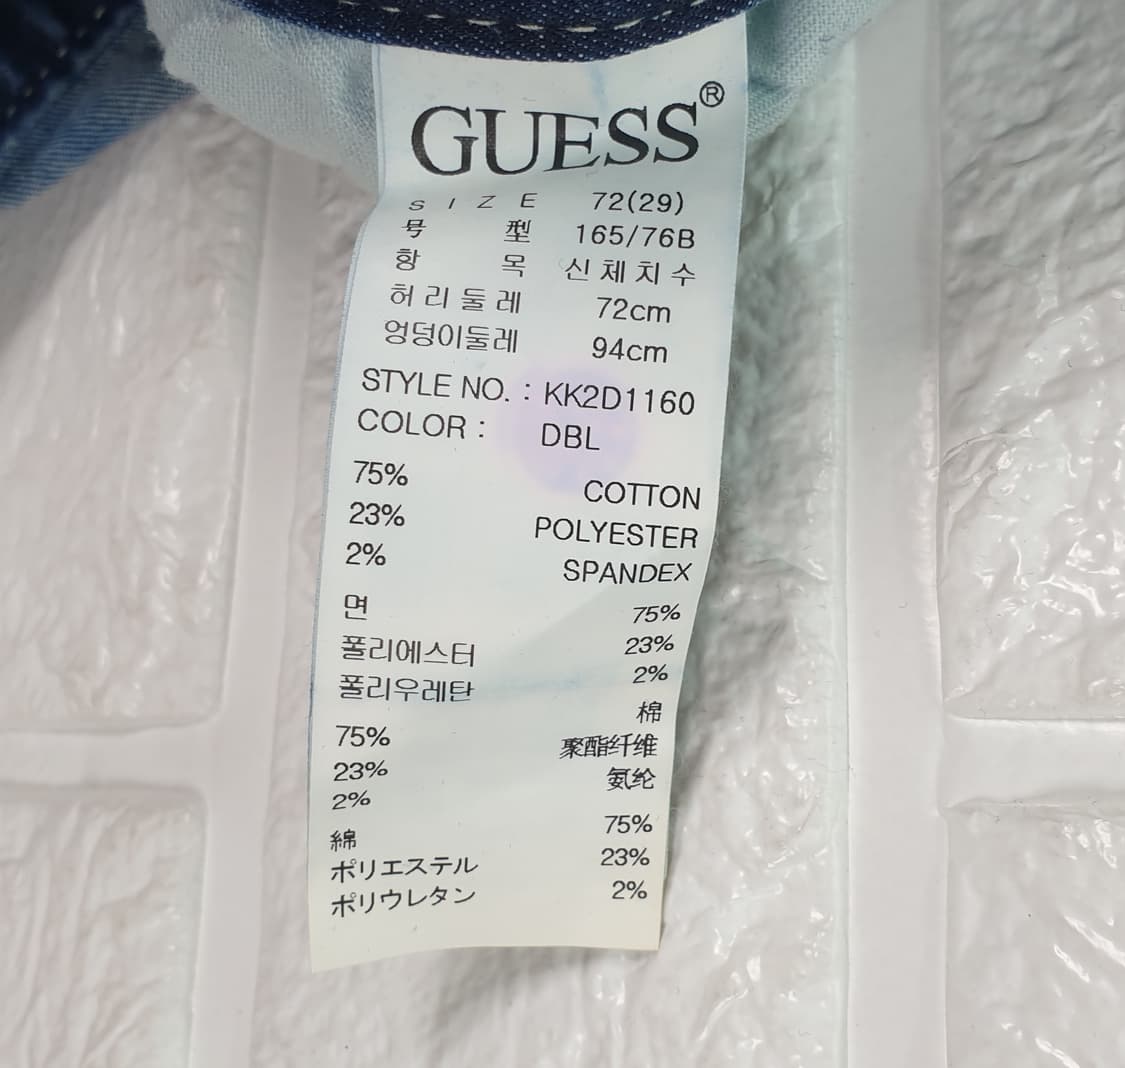 GUESS®
SIZE 72(29)
号型 165/76B
항목 신체치수
허리둘레 72cm
엉덩이둘레 94cm
STYLE NO. : KK2D1160
COLOR : DBL
75% COTTON
23% POLYESTER
2% SPANDEX
면 75%
폴리에스터 23%
폴리우레탄 2%
75% 棉
23% 聚酯纤维
2% 氨纶
綿 75%
ポリエステル 23%
ポリウレタン 2%